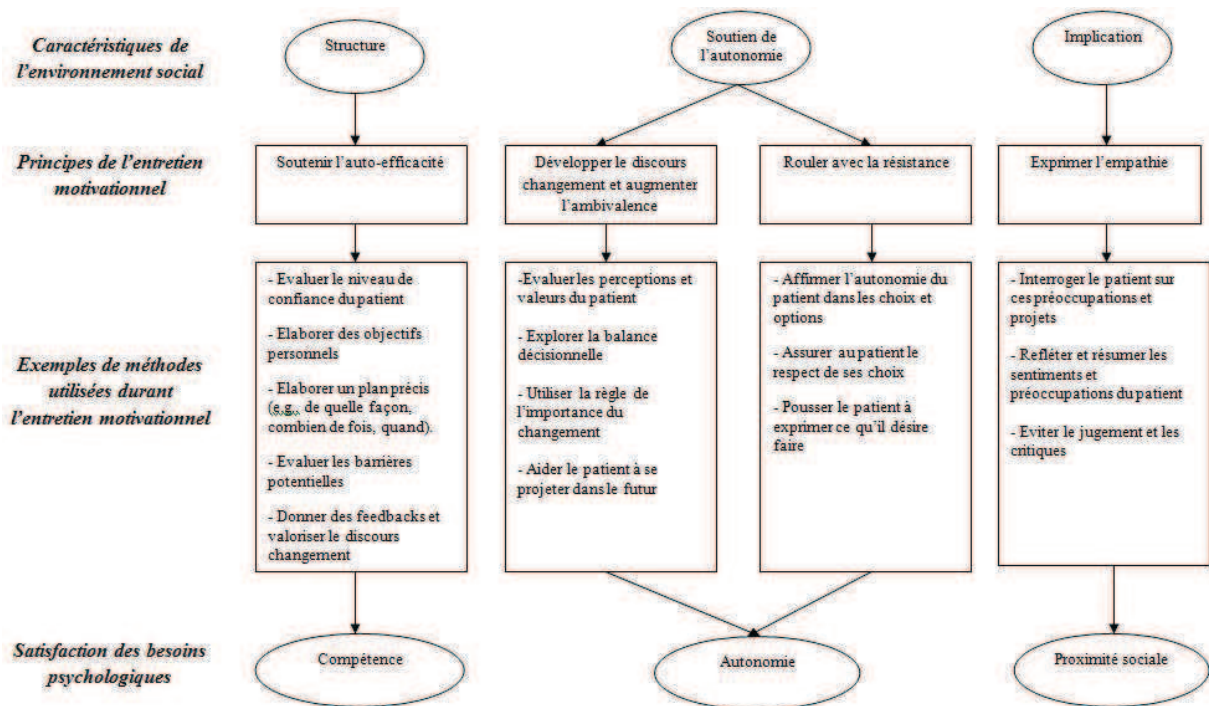 Caractéristiques de
l'environnement social
Structure
Soutien de
l'autonomie
Implication
Principes de l'entretien
motivationnel
Soutenir l'auto-efficacité
Développer le discours
changement et augmenter
l'ambivalence
Rouler avec la résistance
Exprimer l'empathie
Exemples de méthodes
utilisées durant
l'entretien motivationnel
- Evaluer le niveau de
confiance du patient
- Elaborer des objectifs
personnels
- Elaborer un plan précis
(e.g., de quelle façon,
combien de fois, quand).
- Evaluer les barrières
potentielles
- Donner des feedbacks et
valoriser le discours
changement
-Evaluer les perceptions et
valeurs du patient
- Explorer la balance
décisionnelle
- Utiliser la règle de
l'importance du
changement
- Aider le patient à se
projeter dans le futur
- Affirmer l'autonomie du
patient dans les choix et
options
- Assurer au patient le
respect de ses choix
- Pousser le patient à
exprimer ce qu'il désire
faire
- Interroger le patient sur
ces préoccupations et
projets
- Refléter et résumer les
sentiments et
préoccupations du patient
- Eviter le jugement et les
critiques
Satisfaction des besoins
psychologiques
Compétence
Autonomie
Proximité sociale